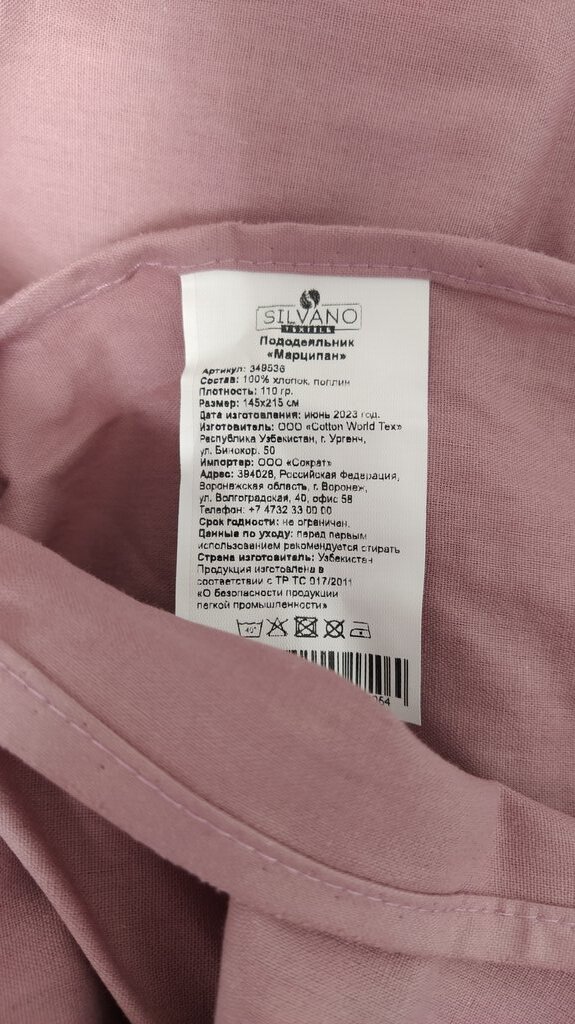 SILVANO
TEXTILE
Пододеяльник
«Марципан»
Артикул: 349536
Состав: 100% хлопок, поплин
Плотность: 110 гр.
Размер: 145х215 см
Дата изготовления: июнь 2023 год.
Изготовитель: ООО «Cotton World Tex»
Республика Узбекистан, г. Ургенч,
ул. Бинокор. 50
Импортер: ООО «Сократ»
Адрес: 394028, Российская Федерация,
Воронежская область, г. Воронеж,
ул. Волгоградская, 40, офис 58
Телефон: +7 4732 33 00 00
Срок годности: не ограничен.
Данные по уходу: перед первым
использованием рекомендуется стирать
Страна изготовитель: Узбекистан
Продукция изготовлена в
соответствии с ТР ТС 017/2011
«О безопасности продукции
легкой промышленности»
40°